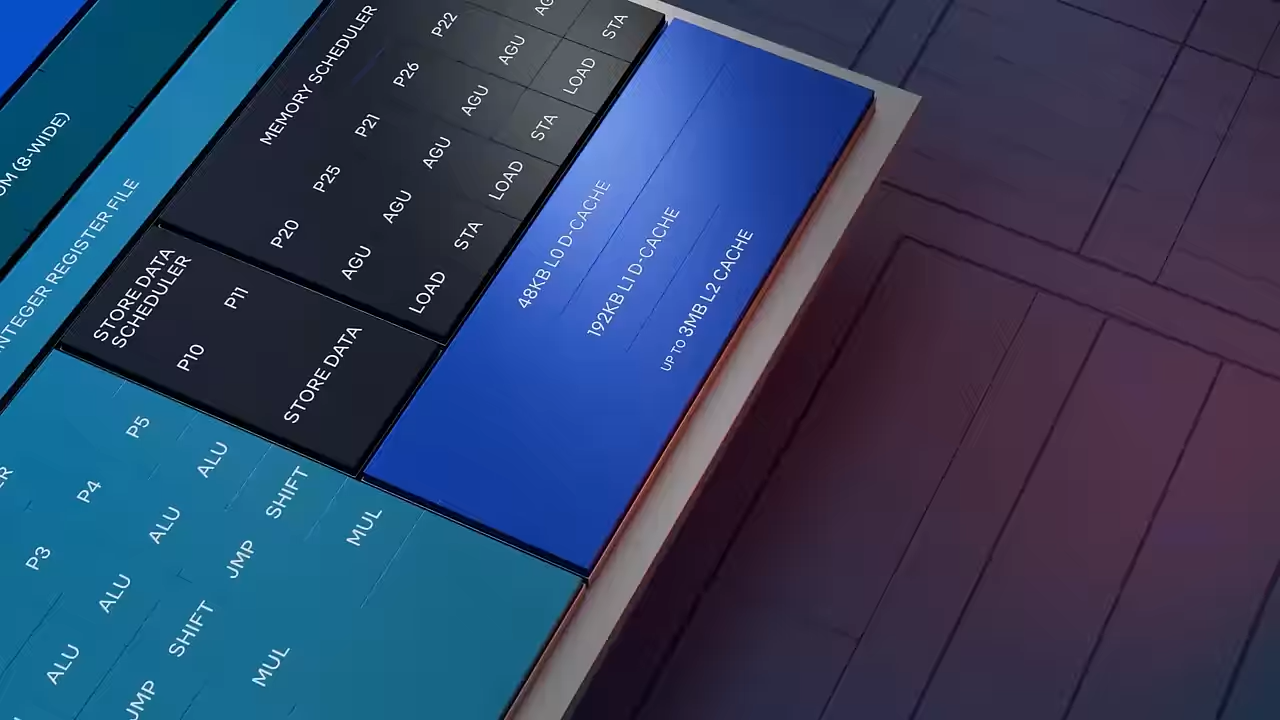 (8-WIDE)
INTEGER REGISTER FILE
MEMORY SCHEDULER
P22
P26
P21
P25
P20
AGU
AGU
AGU
AGU
AGU
STA
LOAD
STA
LOAD
STA
LOAD
STORE DATA
SCHEDULER
P11
P10
STORE DATA
48KB L0 D-CACHE
192KB L1 D-CACHE
UP TO 3MB L2 CACHE
P5
P4
P3
ALU
ALU
ALU
ALU
SHIFT
JMP
SHIFT
JMP
MUL
MUL